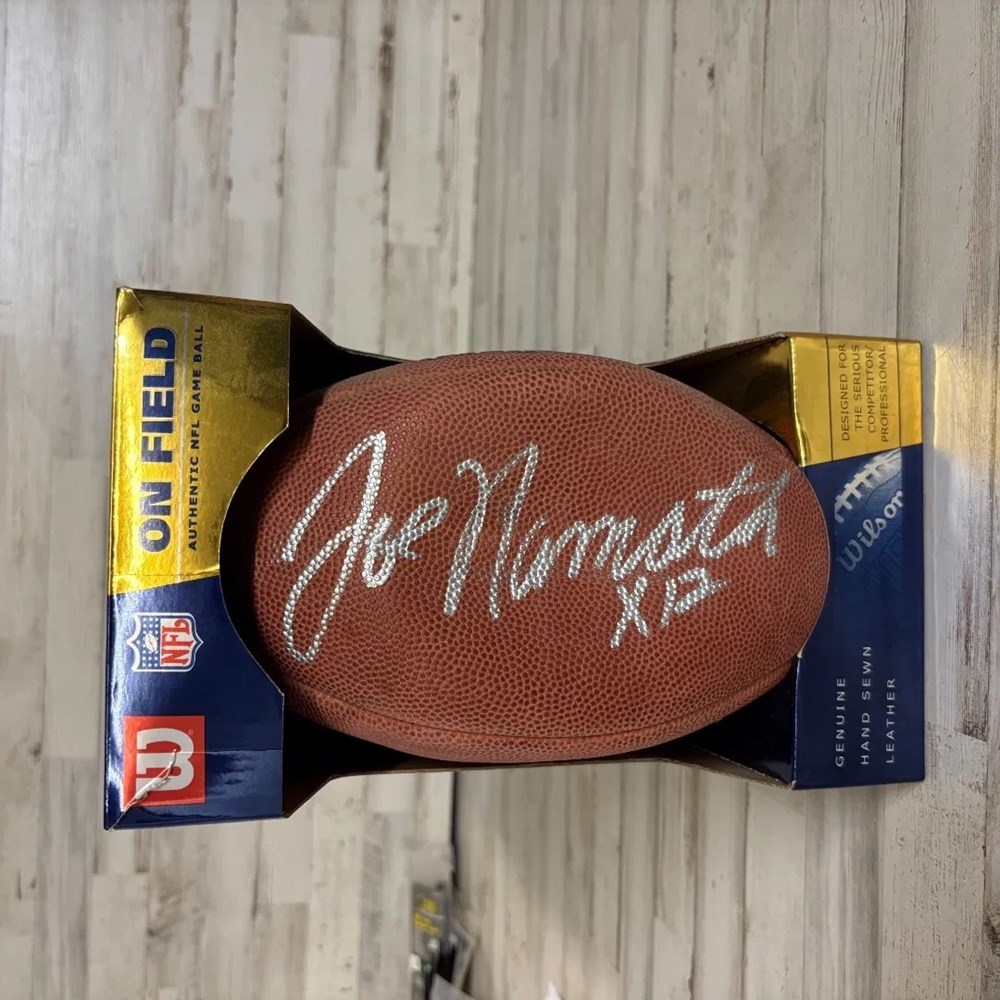 ON FIELD
AUTHENTIC NFL GAME BALL
NFL
W
Joe Namath
X12
DESIGNED FOR
THE SERIOUS
COMPETITOR/
PROFESSIONAL
Wilson
GENUINE
HAND SEWN
LEATHER